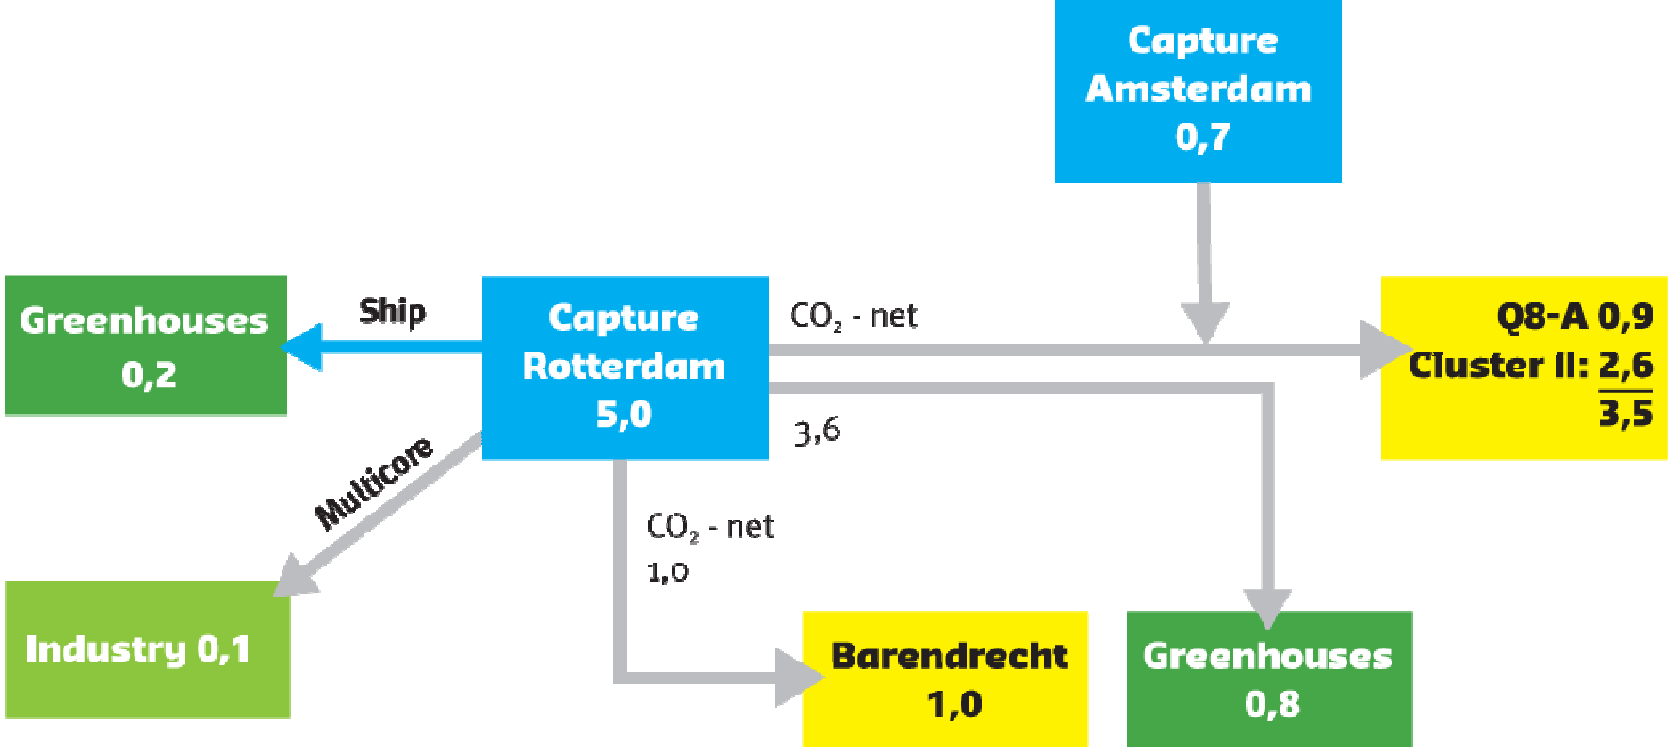 Capture
Amsterdam
0,7
Greenhouses
0,2
Ship
Capture
Rotterdam
5,0
CO₂ - net
3,6
Q8-A 0,9
Cluster II: 2,6
3,5
Multicore
CO₂ - net
1,0
Industry 0,1
Barendrecht
1,0
Greenhouses
0,8